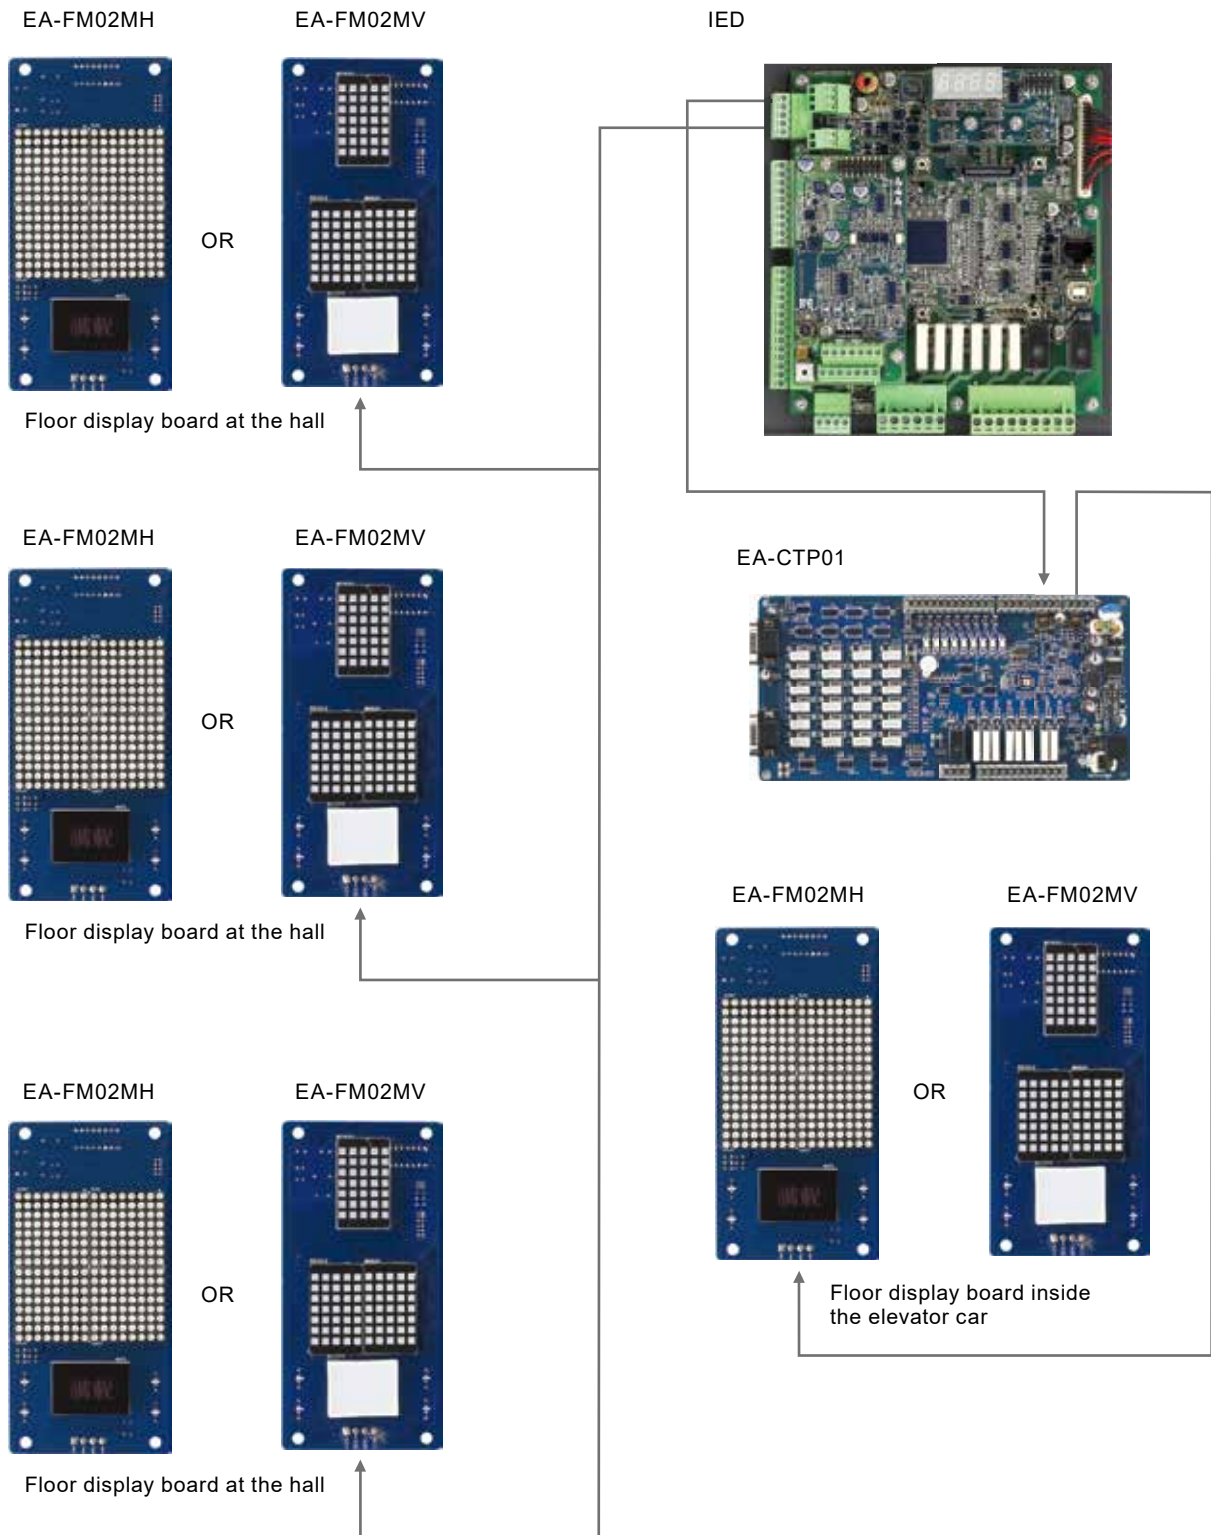 EA-FM02MH
EA-FM02MV
IED
OR
Floor display board at the hall
EA-FM02MH
EA-FM02MV
EA-CTP01
OR
Floor display board at the hall
EA-FM02MH
EA-FM02MV
OR
Floor display board inside
the elevator car
EA-FM02MH
EA-FM02MV
OR
Floor display board at the hall